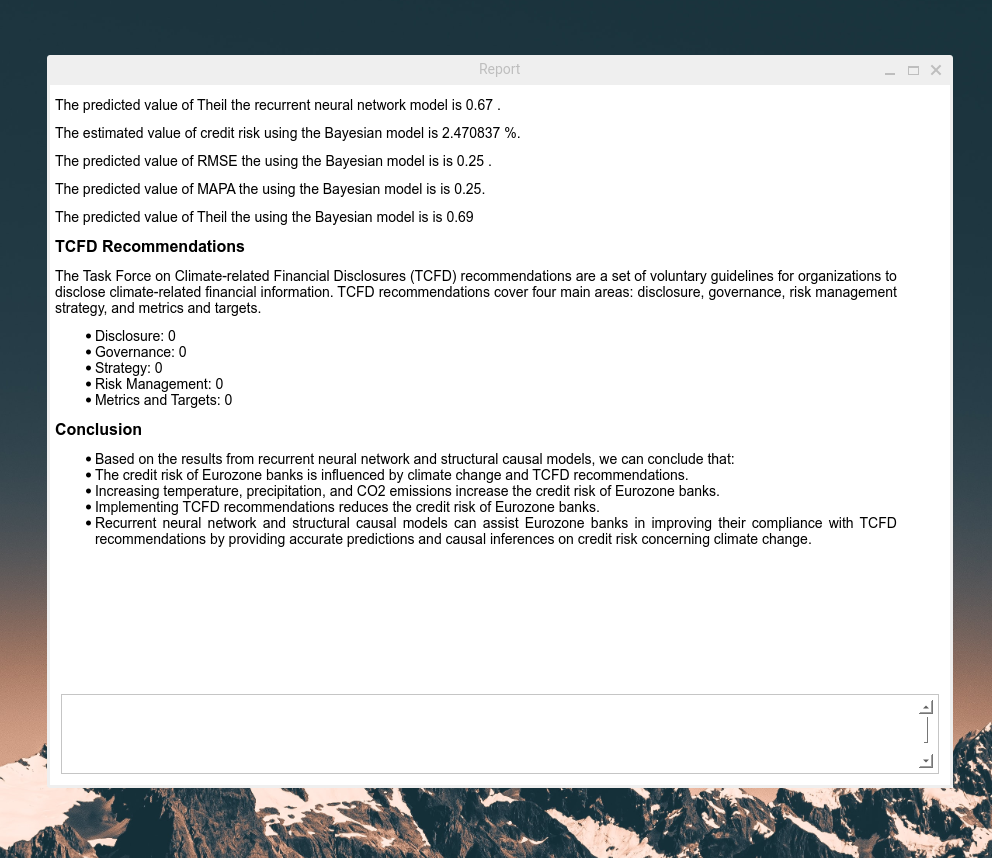 Report
The predicted value of Theil the recurrent neural network model is 0.67 .
The estimated value of credit risk using the Bayesian model is 2.470837 %.
The predicted value of RMSE the using the Bayesian model is is 0.25 .
The predicted value of MAPA the using the Bayesian model is is 0.25.
The predicted value of Theil the using the Bayesian model is is 0.69
TCFD Recommendations
The Task Force on Climate-related Financial Disclosures (TCFD) recommendations are a set of voluntary guidelines for organizations to
disclose climate-related financial information. TCFD recommendations cover four main areas: disclosure, governance, risk management
strategy, and metrics and targets.
• Disclosure: 0
• Governance: 0
• Strategy: 0
• Risk Management: 0
• Metrics and Targets: 0
Conclusion
• Based on the results from recurrent neural network and structural causal models, we can conclude that:
• The credit risk of Eurozone banks is influenced by climate change and TCFD recommendations.
• Increasing temperature, precipitation, and CO2 emissions increase the credit risk of Eurozone banks.
• Implementing TCFD recommendations reduces the credit risk of Eurozone banks.
• Recurrent neural network and structural causal models can assist Eurozone banks in improving their compliance with TCFD
recommendations by providing accurate predictions and causal inferences on credit risk concerning climate change.